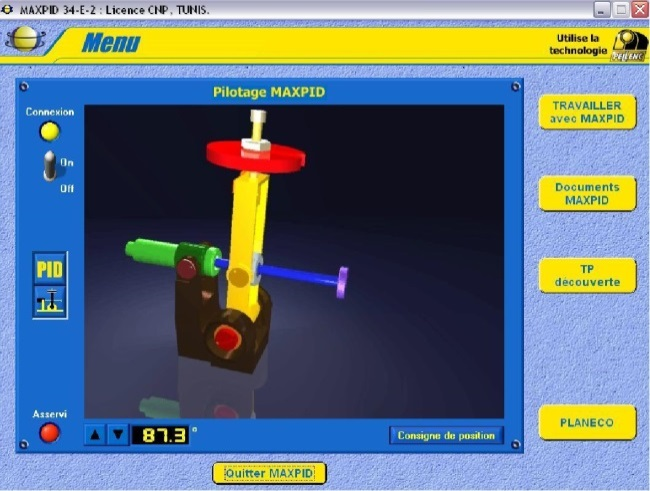 MAXPID 34-E-2 : Licence CNP, TUNIS.
Menu
Utilise la
technologie
PELLENC
Pilotage MAXPID
Connexion
On
Off
PID
Asservi
87.3 °
Consigne de position
Quitter MAXPID
TRAVAILLER
avec MAXPID
Documents
MAXPID
TP
découverte
PLANECO